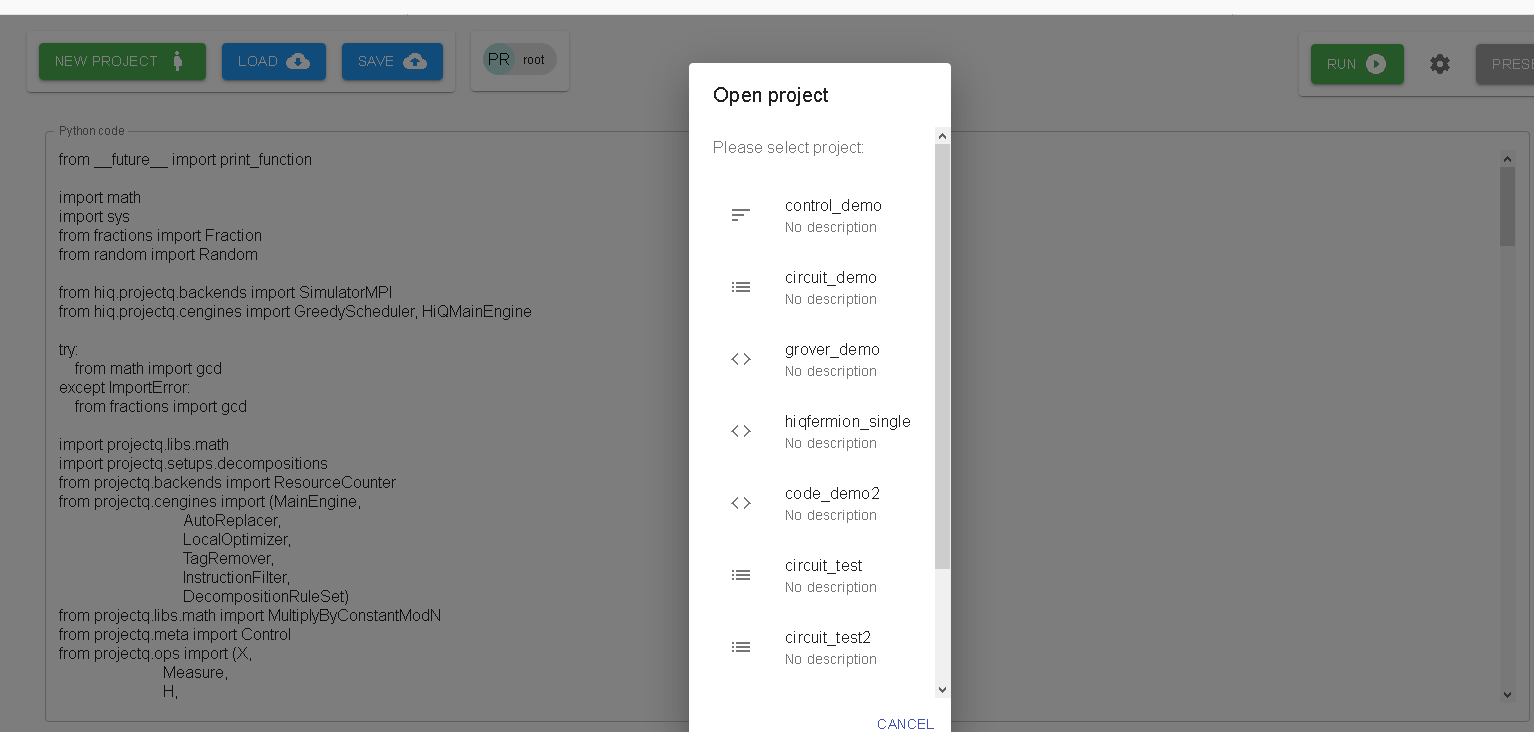 NEW PROJECT
LOAD
SAVE
PR root
RUN
PRESE
Python code
from __future__ import print_function
import math
import sys
from fractions import Fraction
from random import Random
from hiq.projectq.backends import SimulatorMPI
from hiq.projectq.cengines import GreedyScheduler, HiQMainEngine
try:
from math import gcd
except ImportError:
from fractions import gcd
import projectq.libs.math
import projectq.setups.decompositions
from projectq.backends import ResourceCounter
from projectq.cengines import (MainEngine,
AutoReplacer,
LocalOptimizer,
TagRemover,
InstructionFilter,
DecompositionRuleSet)
from projectq.libs.math import MultiplyByConstantModN
from projectq.meta import Control
from projectq.ops import (X,
Measure,
H,
Open project
Please select project:
control_demo
No description
circuit_demo
No description
grover_demo
No description
hiqfermion_single
No description
code_demo2
No description
circuit_test
No description
circuit_test2
No description
CANCEL